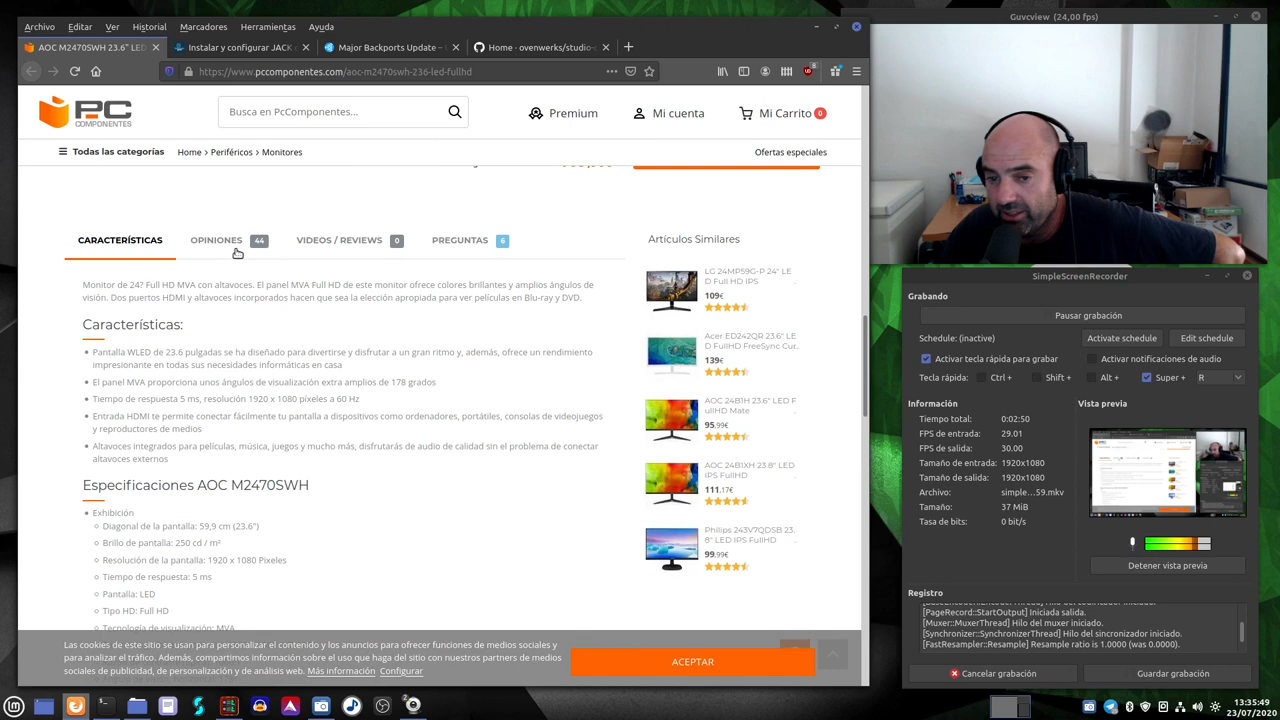 Archivo Editar Ver Historial Marcadores Herramientas Ayuda
AOC M2470SWH 23.6" LED
Instalar y configurar JACK
Major Backports Update -
Home · ovenwerks/studio-c
https://www.pccomponentes.com/aoc-m2470swh-236-led-fullhd
PC
COMPONENTES
Busca en PcComponentes...
Premium
Mi cuenta
Mi Carrito 0
Todas las categorías
Home > Periféricos > Monitores
Ofertas especiales
CARACTERÍSTICAS
OPINIONES 44
VIDEOS / REVIEWS 0
PREGUNTAS 6
Monitor de 24? Full HD MVA con altavoces. El panel MVA Full HD superior ofrece colores brillantes y amplios ángulos de
visión. Dos puertos HDMI y altavoces incorporados hacen que sea la elección apropiada para ver películas en Blu-ray y DVD.
Características:
Pantalla WLED de 23.6 pulgadas se ha diseñado para divertirse y disfrutar a un gran ritmo y, además, ofrece un rendimiento
impresionante en todas sus necesidades informáticas en casa
El panel MVA proporciona unos ángulos de visualización extra amplios de 178 grados
Tiempo de respuesta 5 ms, resolución 1920 x 1080 píxeles a 60 Hz
Entrada HDMI te permite conectar fácilmente tu pantalla a dispositivos como ordenadores, portátiles, consolas de videojuegos
y reproductores de medios
Altavoces integrados para películas, música, juegos y mucho más, disfrutarás de audio de calidad sin el problema de conectar
altavoces externos
Especificaciones AOC M2470SWH
Exhibición
Diagonal de la pantalla: 59,9 cm (23.6")
Brillo de pantalla: 250 cd / m²
Resolución de la pantalla: 1920 x 1080 Pixeles
Tiempo de respuesta: 5 ms
Pantalla: LED
Tipo HD: Full HD
Tecnología de visualización: MVA
Artículos Similares
LG 24MP59G-P 24" LE
D Full HD IPS
109€
Acer ED242QR 23.6" LE
D FullHD FreeSync Cur..
139€
AOC 24B1H 23.6" LED F
ullHD Mate
95,99€
AOC 24B1XH 23.8" LED
IPS FullHD
111,17€
Philips 243V7QDSB 23.
8" LED IPS FullHD
99,99€
Las cookies de este sitio se usan para personalizar el contenido y los anuncios para ofrecer funciones de medios sociales y
para analizar el tráfico. Además, compartimos información sobre el uso que haga del sitio con nuestros partners de medios
sociales, de publicidad, de personalización y de análisis web. Más información Configurar
ACEPTAR
Guvcview (24,00 fps)
SimpleScreenRecorder
Grabando
Pausar grabación
Schedule: (inactive)
Activate schedule
Edit schedule
Activar tecla rápida para grabar
Activar notificaciones de audio
Tecla rápida: Ctrl + Shift + Alt + Super + R
Información
Tiempo total: 0:02:50
FPS de entrada: 29.01
FPS de salida: 30.00
Tamaño de entrada: 1920x1080
Tamaño de salida: 1920x1080
Archivo: simple...59.mkv
Tamaño: 37 MiB
Tasa de bits: 0 bit/s
Vista previa
Detener vista previa
Registro
[PageRecord::StartOutput] Iniciada salida.
[Muxer::MuxerThread] Hilo del muxer iniciado.
[Synchronizer::SynchronizerThread] Hilo del sincronizador iniciado.
[FastResampler::Resample] Resample ratio is 1.0000 (was 0.0000).
Cancelar grabación
Guardar grabación
13:35:49
23/07/2020